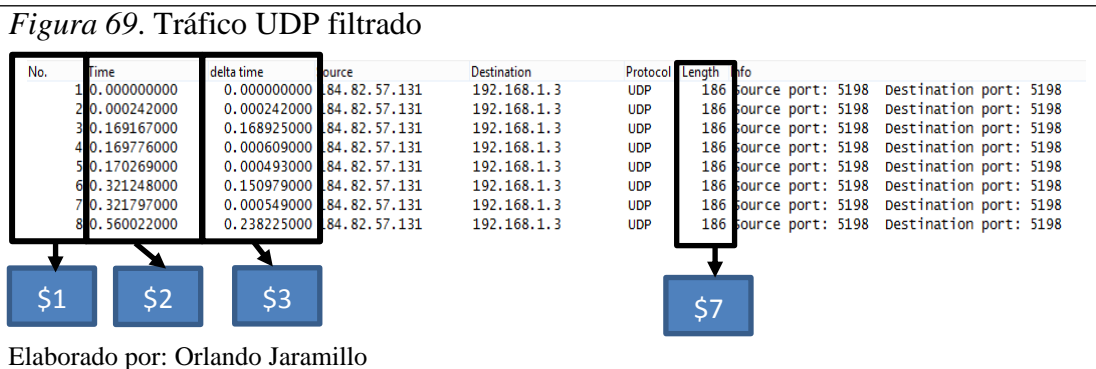 Figura 69. Tráfico UDP filtrado
No. Time delta time Source Destination Protocol Length Info
1 0.000000000 0.000000000 184.82.57.131 192.168.1.3 UDP 186 Source port: 5198 Destination port: 5198
2 0.000242000 0.000242000 184.82.57.131 192.168.1.3 UDP 186 Source port: 5198 Destination port: 5198
3 0.169167000 0.168925000 184.82.57.131 192.168.1.3 UDP 186 Source port: 5198 Destination port: 5198
4 0.169776000 0.000609000 184.82.57.131 192.168.1.3 UDP 186 Source port: 5198 Destination port: 5198
5 0.170269000 0.000493000 184.82.57.131 192.168.1.3 UDP 186 Source port: 5198 Destination port: 5198
6 0.321248000 0.150979000 184.82.57.131 192.168.1.3 UDP 186 Source port: 5198 Destination port: 5198
7 0.321797000 0.000549000 184.82.57.131 192.168.1.3 UDP 186 Source port: 5198 Destination port: 5198
8 0.560022000 0.238225000 184.82.57.131 192.168.1.3 UDP 186 Source port: 5198 Destination port: 5198
$1 $2 $3 $7
Elaborado por: Orlando Jaramillo